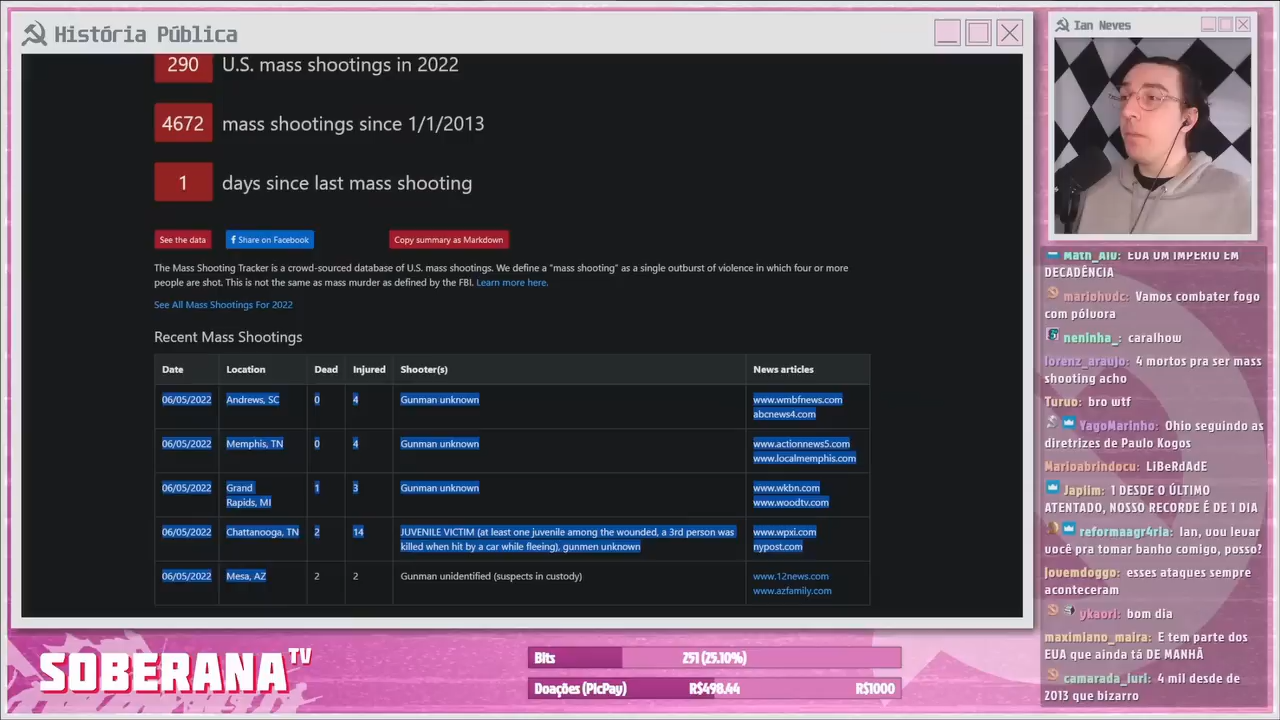 História Pública
290 U.S. mass shootings in 2022
4672 mass shootings since 1/1/2013
1 days since last mass shooting
See the data Share on Facebook Copy summary as Markdown
The Mass Shooting Tracker is a crowd-sourced database of U.S. mass shootings. We define a "mass shooting" as a single outburst of violence in which four or more
people are shot. This is not the same as mass murder as defined by the FBI. Learn more here.
See All Mass Shootings For 2022
Recent Mass Shootings
Date Location Dead Injured Shooter(s) News articles
06/05/2022 Andrews, SC 0 4 Gunman unknown www.wmbfnews.com
abcnews4.com
06/05/2022 Memphis, TN 0 4 Gunman unknown www.actionnews5.com
www.localmemphis.com
06/05/2022 Grand 1 3 Gunman unknown www.wkbn.com
Rapids, MI www.woodtv.com
06/05/2022 Chattanooga, TN 2 14 JUVENILE VICTIM (at least one juvenile among the wounded, a 3rd person was www.wpxi.com
killed when hit by a car while fleeing), gunmen unknown nypost.com
06/05/2022 Mesa, AZ 2 2 Gunman unidentified (suspects in custody) www.12news.com
www.azfamily.com
Ian Neves
EUA UM IMPÉRIO EM
DECADÊNCIA
mariohvdc: Vamos combater fogo
com pólvora
neninha_: caralhow
lorenz_araujo: 4 mortos pra ser mass
shooting acho
Turuo: bro wtf
YagoMarinho: Ohio seguindo as
diretrizes de Paulo Kogos
Marioabrindocu: LiBeRdAdE
Japlim: 1 DESDE O ÚLTIMO
ATENTADO, NOSSO RECORDE É DE 1 DIA
reformaagr4ria: Ian, vou levar
você pra tomar banho comigo, posso?
jovemdoggo: esses ataques sempre
aconteceram
ykaori: bom dia
maximiano_maira: E tem parte dos
EUA que ainda tá DE MANHÃ
camarada_iuri: 4 mil desde de
2013 que bizarro
SOBERANA TV
Bits 251 (25.10%)
Doações (PicPay) R$498.44 R$1000